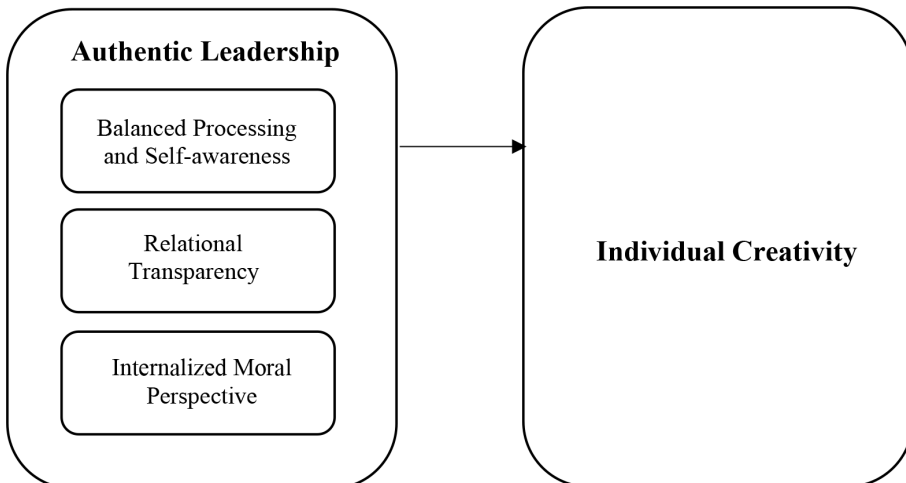 Authentic Leadership
Balanced Processing
and Self-awareness
Relational
Transparency
Internalized Moral
Perspective
Individual Creativity